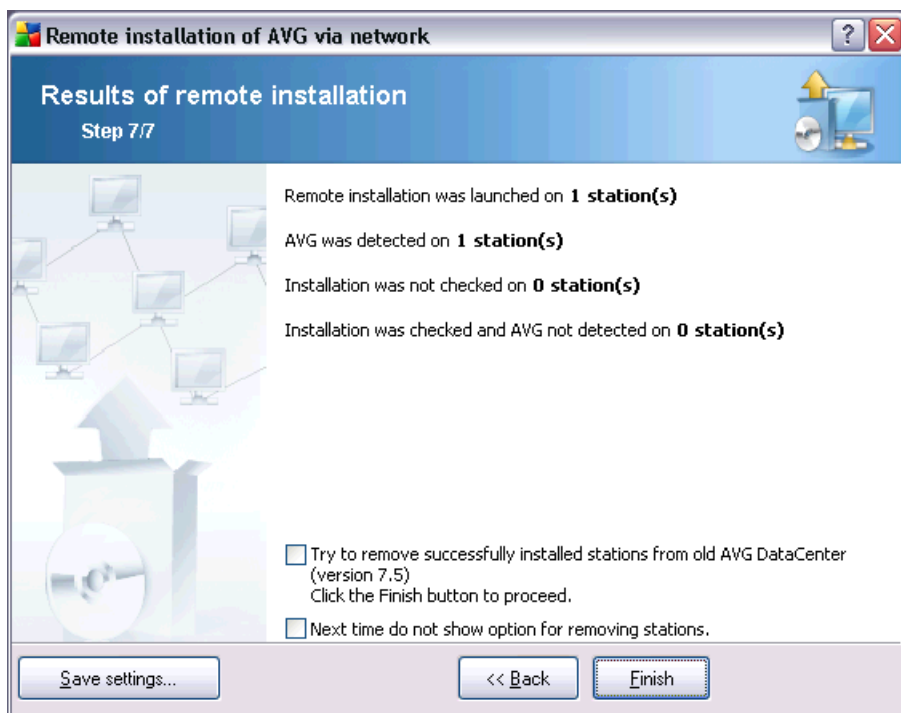 Remote installation of AVG via network
Results of remote installation
Step 7/7
Remote installation was launched on 1 station(s)
AVG was detected on 1 station(s)
Installation was not checked on 0 station(s)
Installation was checked and AVG not detected on 0 station(s)
Try to remove successfully installed stations from old AVG DataCenter
(version 7.5)
Click the Finish button to proceed.
Next time do not show option for removing stations.
Save settings...
<< Back
Finish